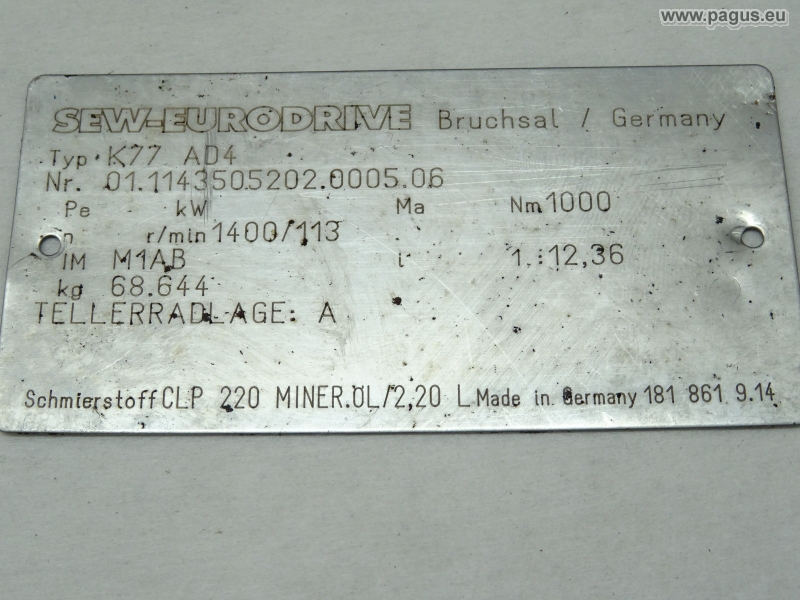 www.pagus.eu
SEW-EURODRIVE Bruchsal / Germany
Typ K77 AD4
Nr. 01.1143505202.0005.06
Pe kW Ma Nm 1000
n r/min 1400/113
IM M1AB i 1.:12,36
kg 68.644
TELLERRADLAGE: A
Schmierstoff CLP 220 MINER.ÖL/2,20 L Made in Germany 181 861 9.14